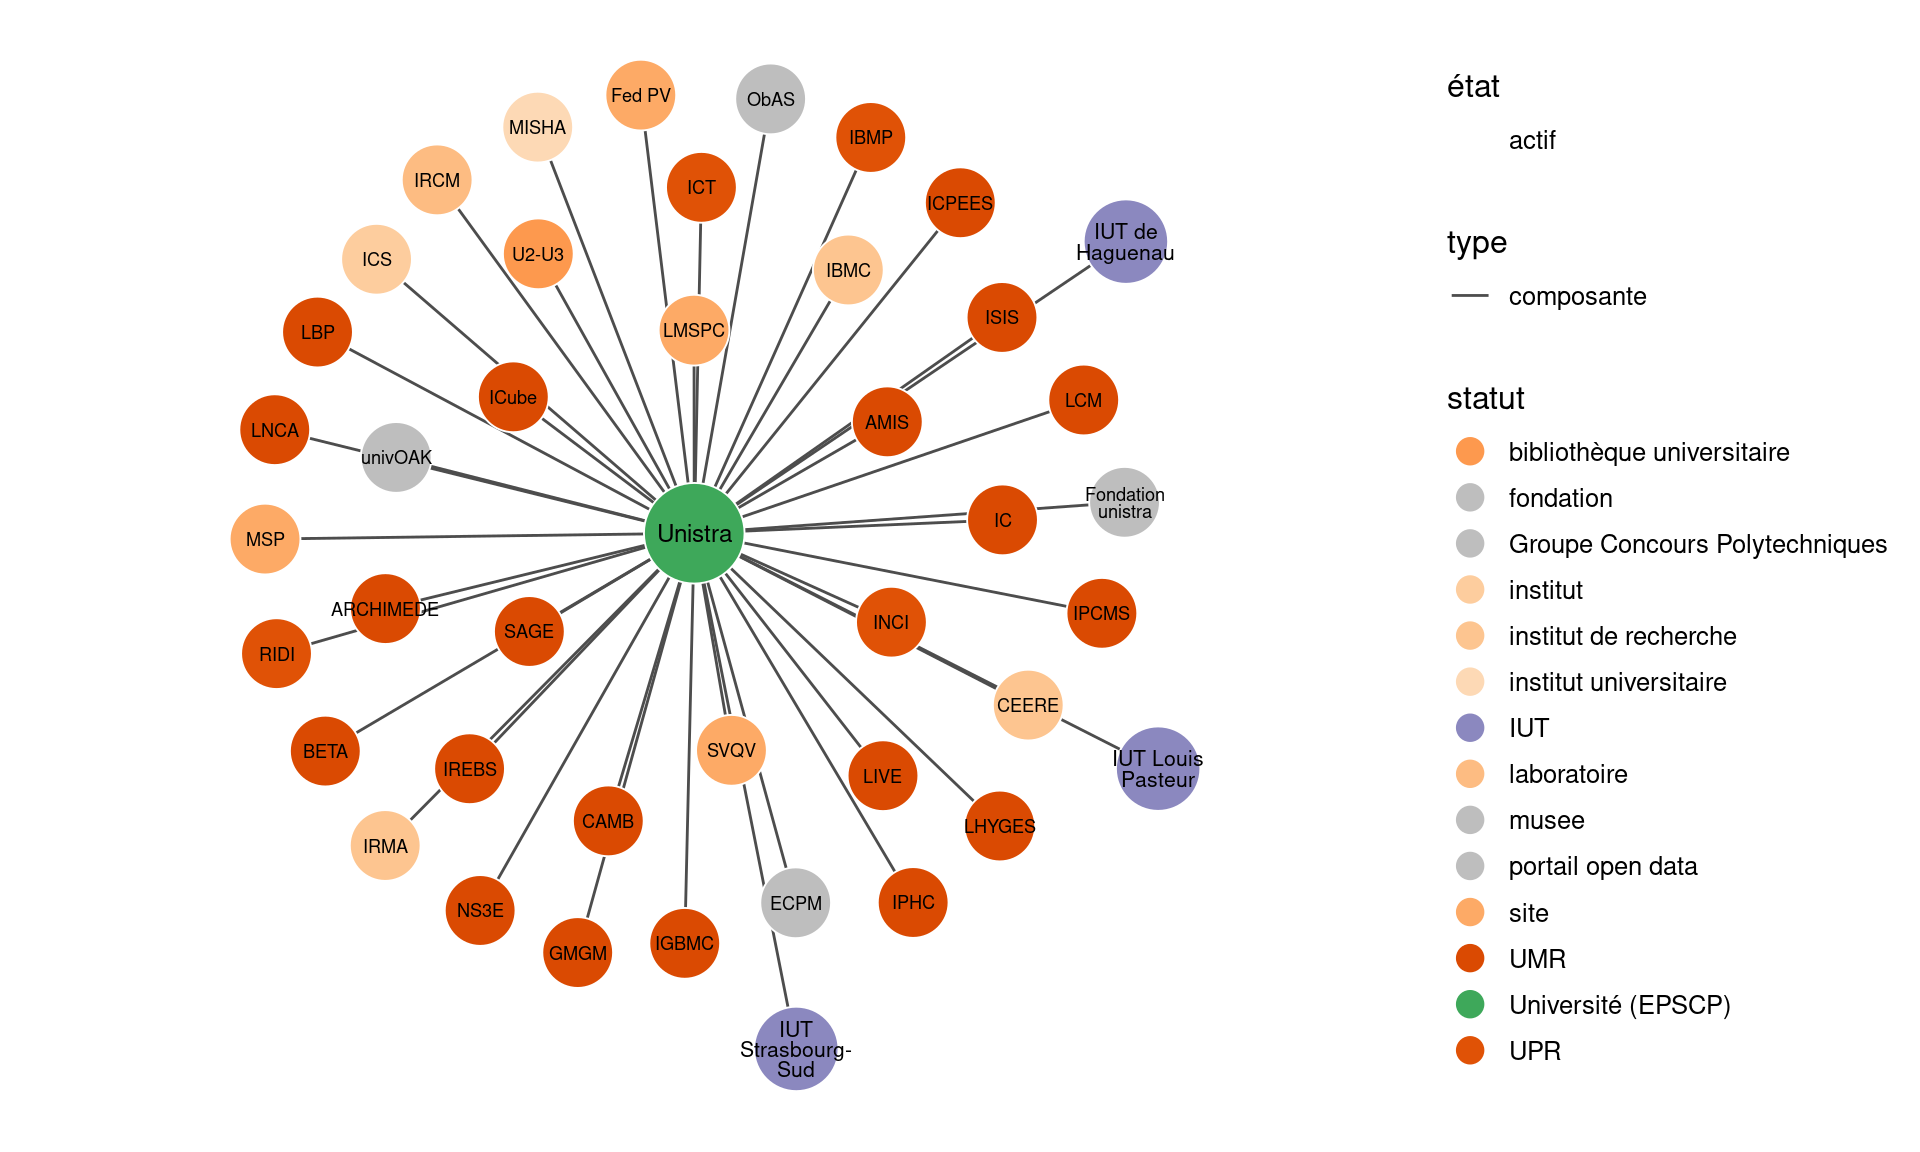 Fed PV
ObAS
MISHA
IBMP
IRCM
ICT
ICPEES
IUT de
Haguenau
U2-U3
ICS
IBMC
LBP
LMSPC
ISIS
ICube
LCM
AMIS
LNCA
univOAK
Fondation
unistra
IC
Unistra
MSP
ARCHIMEDE
IPCMS
SAGE
INCI
RIDI
CEERE
BETA
SVQV
IUT Louis
Pasteur
IREBS
LIVE
CAMB
LHYGES
IRMA
NS3E
ECPM
IPHC
GMGM
IGBMC
IUT
Strasbourg-
Sud
état
actif
type
composante
statut
bibliothèque universitaire
fondation
Groupe Concours Polytechniques
institut
institut de recherche
institut universitaire
IUT
laboratoire
musee
portail open data
site
UMR
Université (EPSCP)
UPR